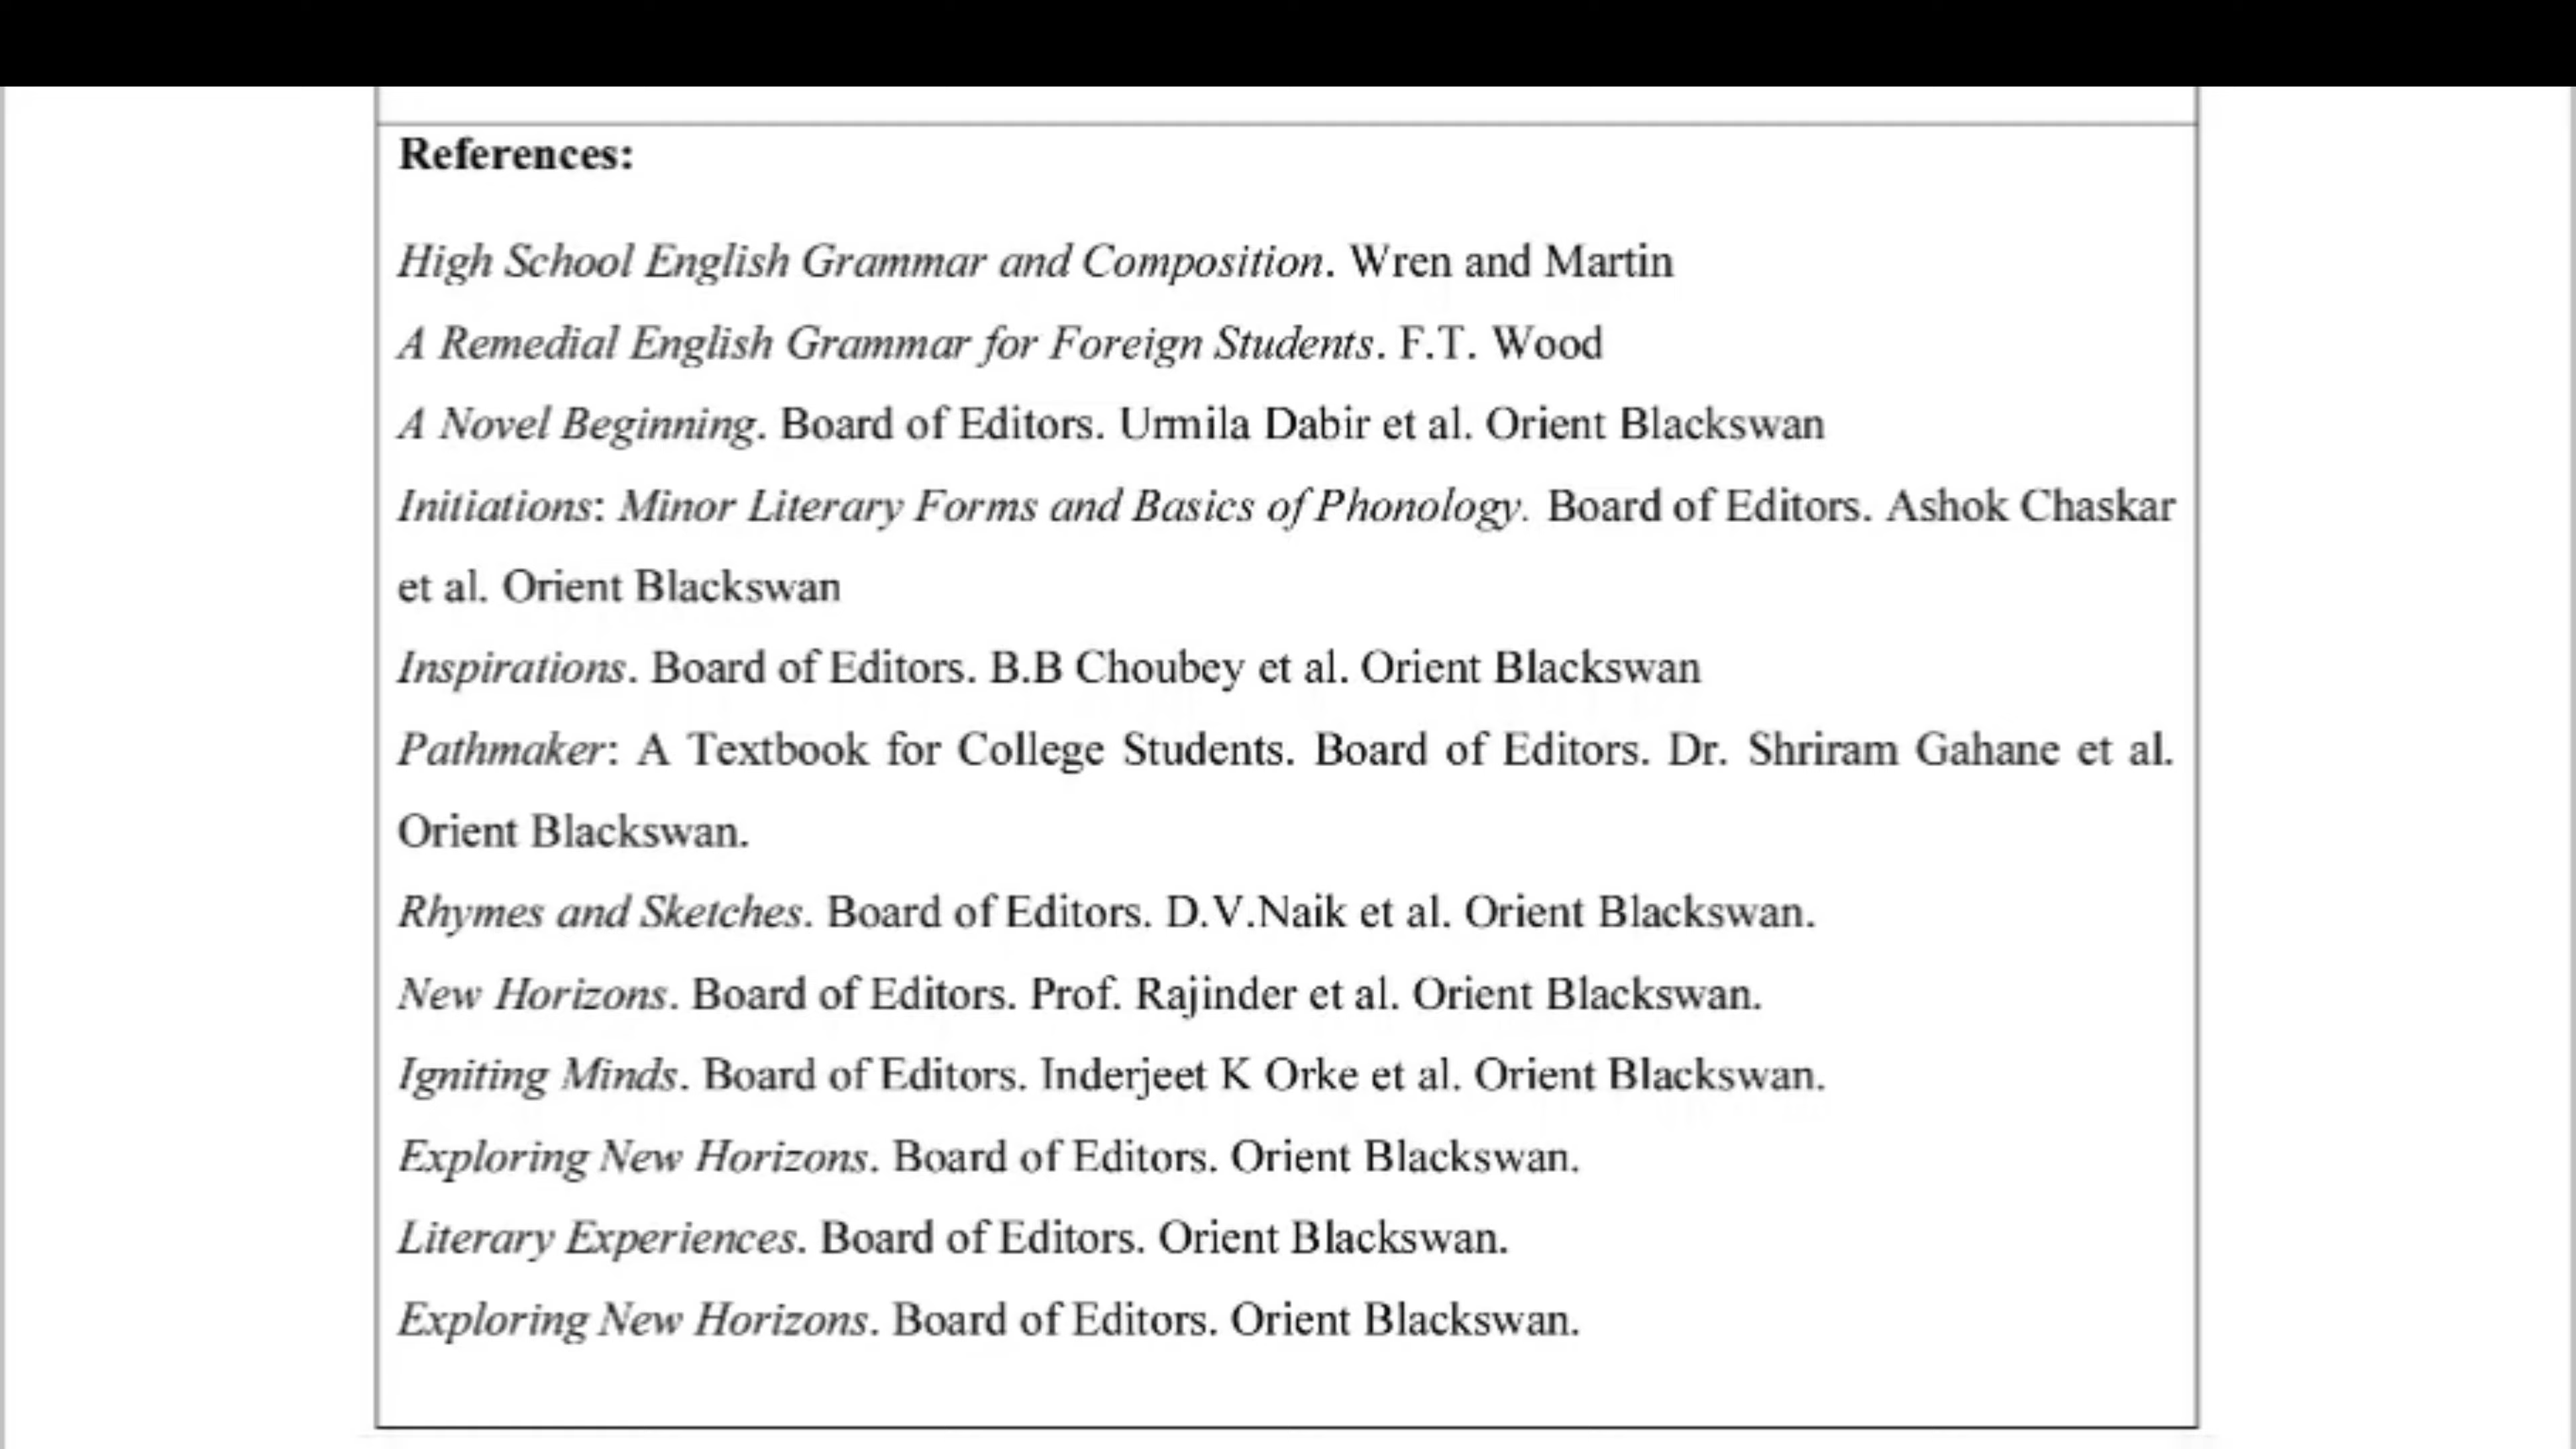 References:
High School English Grammar and Composition. Wren and Martin
A Remedial English Grammar for Foreign Students. F.T. Wood
A Novel Beginning. Board of Editors. Urmila Dabir et al. Orient Blackswan
Initiations: Minor Literary Forms and Basics of Phonology. Board of Editors. Ashok Chaskar
et al. Orient Blackswan
Inspirations. Board of Editors. B.B Choubey et al. Orient Blackswan
Pathmaker: A Textbook for College Students. Board of Editors. Dr. Shriram Gahane et al.
Orient Blackswan.
Rhymes and Sketches. Board of Editors. D.V.Naik et al. Orient Blackswan.
New Horizons. Board of Editors. Prof. Rajinder et al. Orient Blackswan.
Igniting Minds. Board of Editors. Inderjeet K Orke et al. Orient Blackswan.
Exploring New Horizons. Board of Editors. Orient Blackswan.
Literary Experiences. Board of Editors. Orient Blackswan.
Exploring New Horizons. Board of Editors. Orient Blackswan.